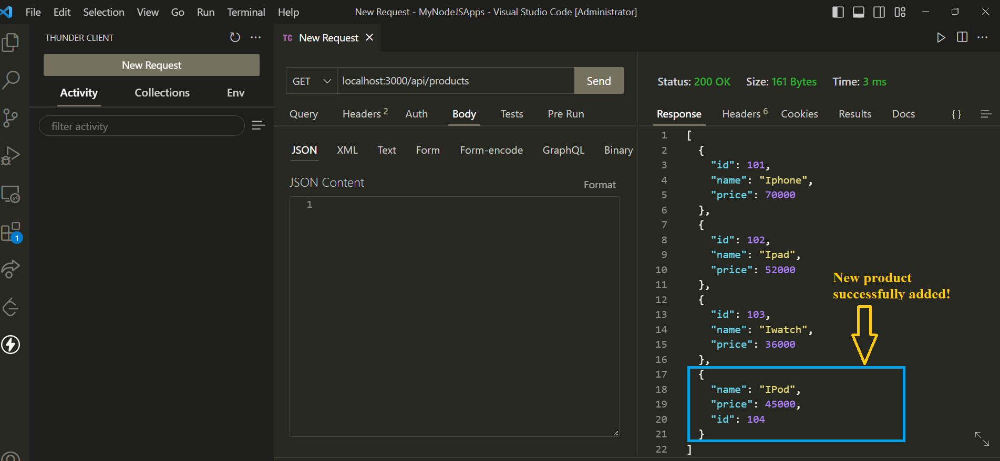 File Edit Selection View Go Run Terminal Help
New Request - MyNodeJSApps - Visual Studio Code [Administrator]
THUNDER CLIENT
New Request
Activity Collections Env
filter activity
1
TC New Request
GET localhost:3000/api/products Send
Query Headers 2 Auth Body Tests Pre Run
JSON XML Text Form Form-encode GraphQL Binary
JSON Content
Format
1
Status: 200 OK Size: 161 Bytes Time: 3 ms
Response Headers 6 Cookies Results Docs { }
1 [
2 {
3 "id": 101,
4 "name": "Iphone",
5 "price": 70000
6 },
7 {
8 "id": 102,
9 "name": "Ipad",
10 "price": 52000
11 },
12 {
13 "id": 103,
14 "name": "Iwatch",
15 "price": 36000
16 },
17 {
18 "name": "IPod",
19 "price": 45000,
20 "id": 104
21 }
22 ]
New product
successfully added!